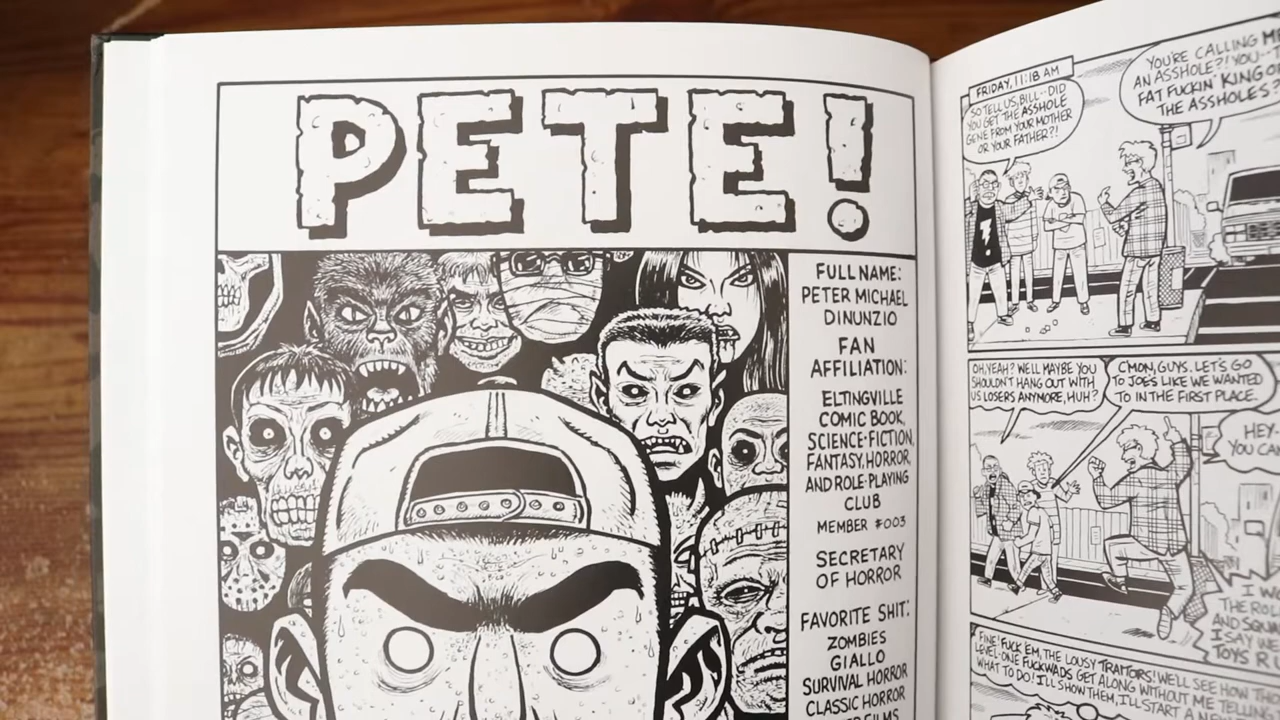 PETE!
FULL NAME:
PETER MICHAEL
DINUNZIO
FAN
AFFILIATION:
ELTINGVILLE
COMIC BOOK,
SCIENCE-FICTION,
FANTASY, HORROR,
AND ROLE-PLAYING
CLUB
MEMBER #003
SECRETARY
OF HORROR
FAVORITE SHIT:
ZOMBIES
GIALLO
SURVIVAL HORROR
CLASSIC HORROR
FILMS
FRIDAY, 11:18 AM
SO TELL US, BILL--DID
YOU GET THE ASSHOLE
GENE FROM YOUR MOTHER
OR YOUR FATHER?!
YOU'RE CALLING
AN ASSHOLE?! YOU--
FAT FUCKIN' KING
THE ASSHOLES?
OH, YEAH? WELL MAYBE YOU
SHOULDN'T HANG OUT WITH
US LOSERS ANYMORE, HUH?
C'MON, GUYS. LET'S GO
TO JOE'S LIKE WE WANTED
TO IN THE FIRST PLACE.
HEY-
YOU
I
THE
AND
I SAY
TOYS R
FINE! FUCK 'EM, THE LOUSY TRAITORS! WE'LL SEE HOW
LEVEL-ONE FUCKWADS GET ALONG WITHOUT ME TELLING
WHAT TO DO! I'LL SHOW THEM, I'LL START A